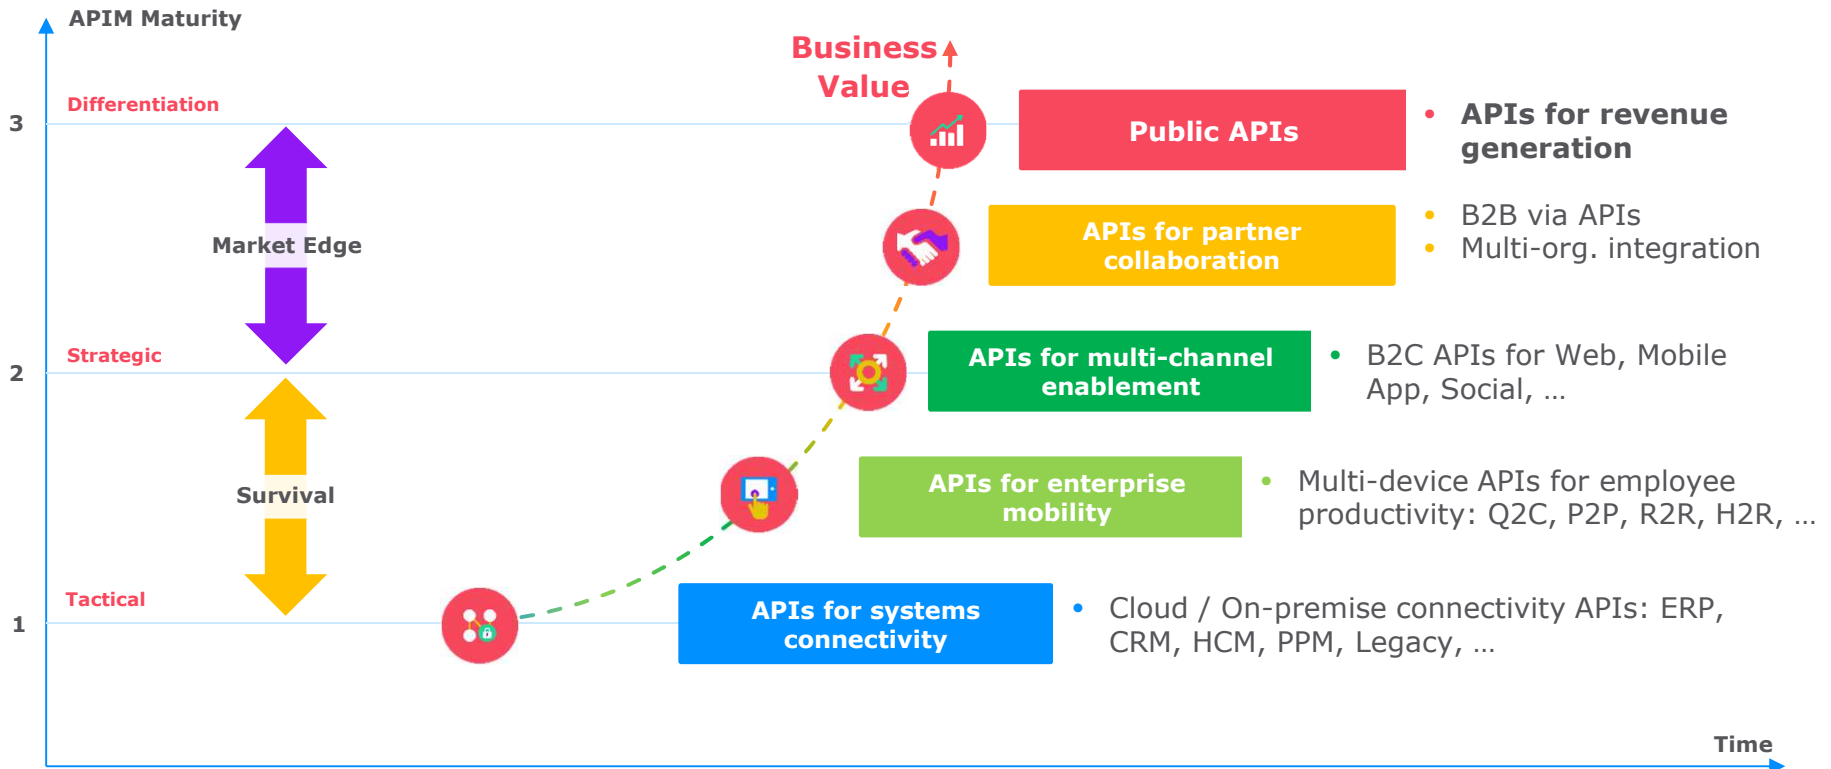 APIM Maturity
Business
Value
3
Differentiation
Public APIs
• APIs for revenue
generation
Market Edge
APIs for partner
collaboration
• B2B via APIs
• Multi-org. integration
2
Strategic
APIs for multi-channel
enablement
• B2C APIs for Web, Mobile
App, Social, …
Survival
APIs for enterprise
mobility
• Multi-device APIs for employee
productivity: Q2C, P2P, R2R, H2R, …
1
Tactical
APIs for systems
connectivity
• Cloud / On-premise connectivity APIs: ERP,
CRM, HCM, PPM, Legacy, …
Time